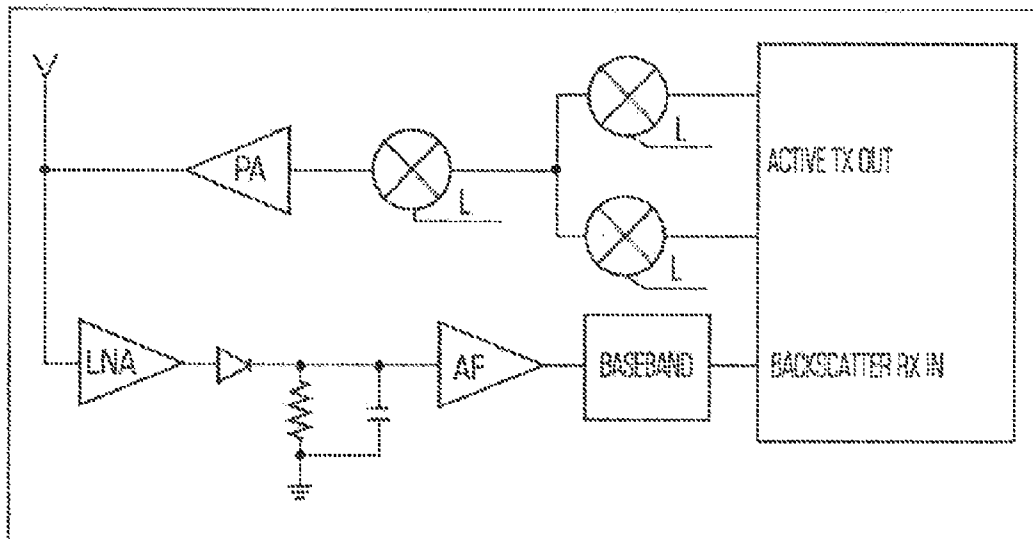 L
PA
L
ACTIVE TX OUT
L
LNA
AF
BASEBAND
BACKSCATTER RX IN